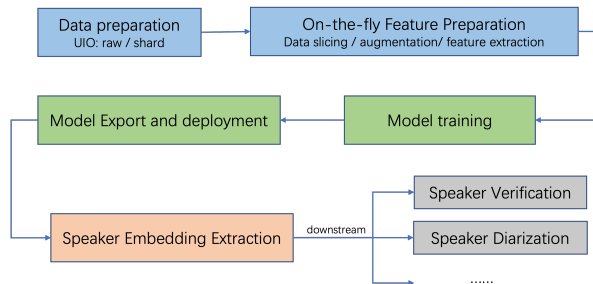 Data preparation
UIO: raw / shard
On-the-fly Feature Preparation
Data slicing / augmentation/ feature extraction
Model Export and deployment
Model training
Speaker Embedding Extraction
downstream
Speaker Verification
Speaker Diarization
......